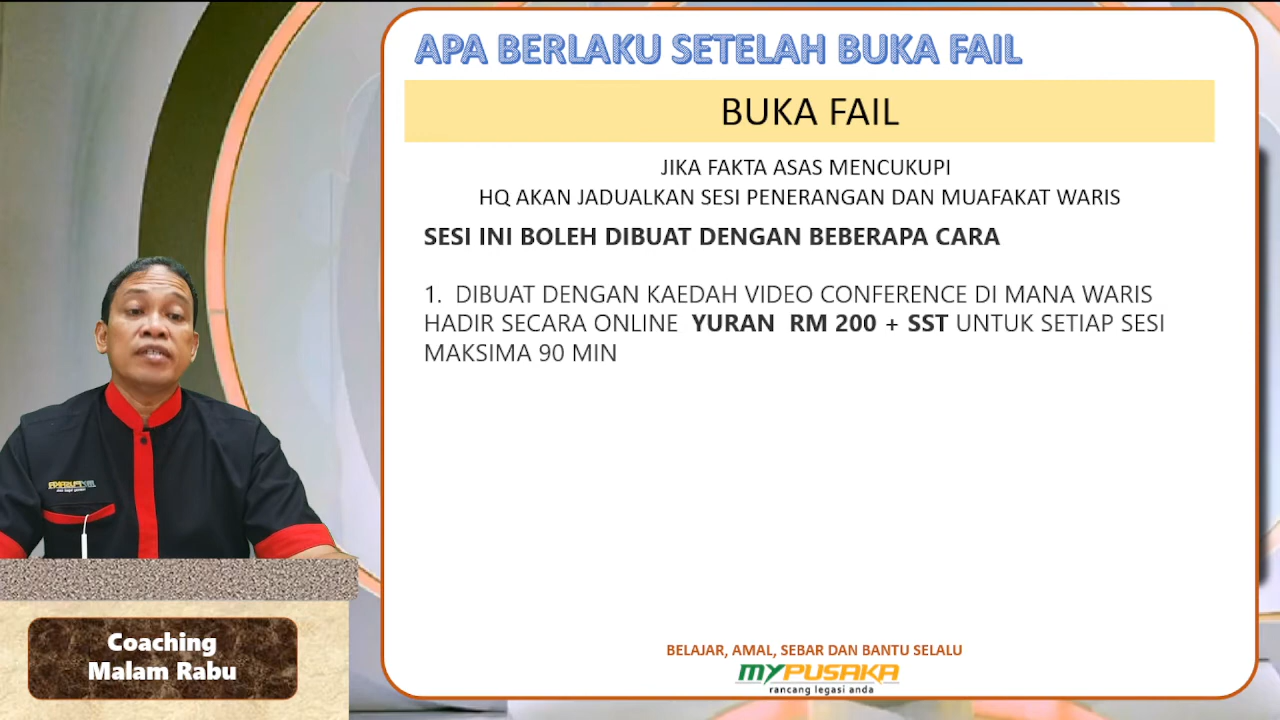 APA BERLAKU SETELAH BUKA FAIL
BUKA FAIL
JIKA FAKTA ASAS MENCUKUPI
HQ AKAN JADUALKAN SESI PENERANGAN DAN MUAFAKAT WARIS
SESI INI BOLEH DIBUAT DENGAN BEBERAPA CARA
1. DIBUAT DENGAN KAEDAH VIDEO CONFERENCE DI MANA WARIS
HADIR SECARA ONLINE YURAN RM 200 + SST UNTUK SETIAP SESI
MAKSIMA 90 MIN
Coaching
Malam Rabu
BELAJAR, AMAL, SEBAR DAN BANTU SELALU
MYPUSAKA
rancang legasi anda